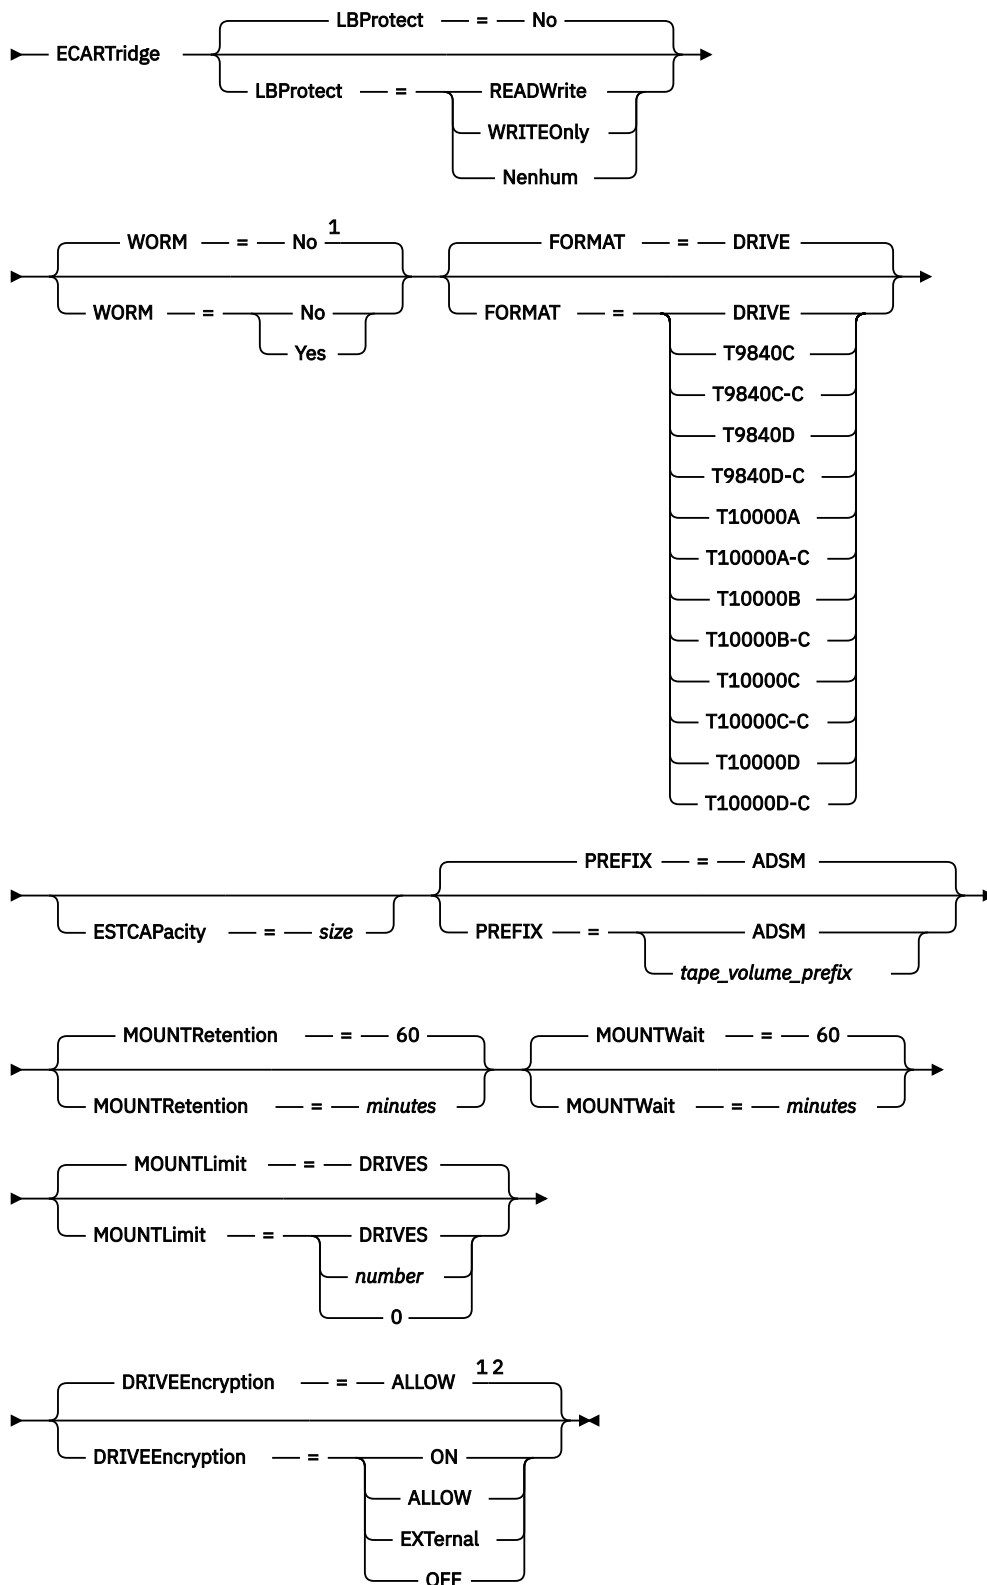 LBProtect = No
ECARTridge
LBProtect = READWrite
WRITEOnly
Nenhum
WORM = No 1 FORMAT = DRIVE
WORM = No FORMAT = DRIVE
Yes T9840C
T9840C-C
T9840D
T9840D-C
T10000A
T10000A-C
T10000B
T10000B-C
T10000C
T10000C-C
T10000D
T10000D-C
PREFIX = ADSM
ESTCAPacity = size PREFIX = ADSM
tape_volume_prefix
MOUNTRetention = 60 MOUNTWait = 60
MOUNTRetention = minutes MOUNTWait = minutes
MOUNTLimit = DRIVES
MOUNTLimit = DRIVES
number
0
DRIVEEncryption = ALLOW 1 2
DRIVEEncryption = ON
ALLOW
EXTernal
OFF